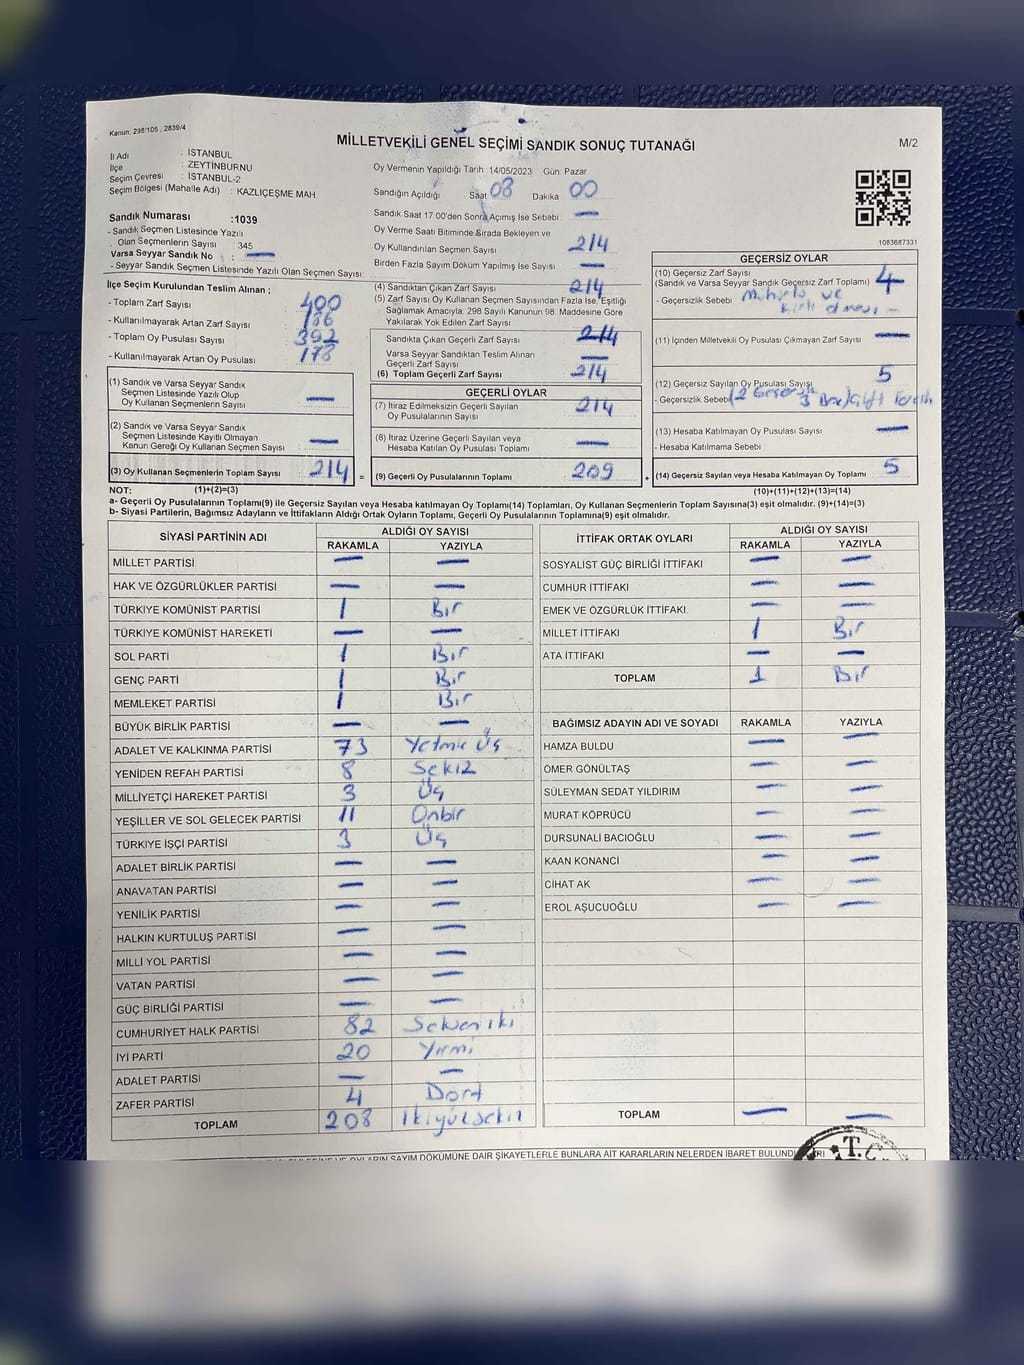 Kanun. 298/105 , 2839/4
MİLLETVEKİLİ GENEL SEÇİMİ SANDIK SONUÇ TUTANAĞI
M/2
İl Adı : İSTANBUL
İlçe : ZEYTİNBURNU
Seçim Çevresi : İSTANBUL-2
Seçim Bölgesi (Mahalle Adı) : KAZLIÇEŞME MAH
Sandık Numarası :1039
- Sandık Seçmen Listesinde Yazılı
Olan Seçmenlerin Sayısı : 345
Varsa Seyyar Sandık No : —
- Seyyar Sandık Seçmen Listesinde Yazılı Olan Seçmen Sayısı:
Oy Vermenin Yapıldığı Tarih :14/05/2023 Gün: Pazar
Sandığın Açıldığı : Saat 08 Dakika 00
Sandık Saat 17 00'den Sonra Açımış İse Sebebi —
Oy Verme Saati Bitiminde Sırada Bekleyen ve
Oy Kullandırılan Seçmen Sayısı 214
Birden Fazla Sayım Döküm Yapılmış İse Sayısı —
1083687331
İlçe Seçim Kurulundan Teslim Alınan ;
- Toplam Zarf Sayısı : 400
- Kullanılmayarak Artan Zarf Sayısı : 186
- Toplam Oy Pusulası Sayısı : 392
- Kullanılmayarak Artan Oy Pusulası : 178
(1) Sandık ve Varsa Seyyar Sandık
Seçmen Listesinde Yazılı Olup
Oy Kullanan Seçmenlerin Sayısı —
(2) Sandık ve Varsa Seyyar Sandık
Seçmen Listesinde Kayıtlı Olmayan
Kanun Gereği Oy Kullanan Seçmen Sayısı —
(3) Oy Kullanan Seçmenlerin Toplam Sayısı 214
(4) Sandıktan Çıkan Zarf Sayısı 214
(5) Zarf Sayısı Oy Kullanan Seçmen Sayısından Fazla İse, Eşitliği
Sağlamak Amacıyla: 298 Sayılı Kanunun 98. Maddesine Göre
Yakılarak Yok Edilen Zarf Sayısı
Sandıkta Çıkan Geçerli Zarf Sayısı 214
Varsa Seyyar Sandıktan Teslim Alınan
Geçerli Zarf Sayısı —
(6) Toplam Geçerli Zarf Sayısı 214
GEÇERLİ OYLAR
(7) İtiraz Edilmeksizin Geçerli Sayılan
Oy Pusulalarının Sayısı 214
(8) İtiraz Üzerine Geçerli Sayılan veya
Hesaba Katılan Oy Pusulası Toplamı —
= (9) Geçerli Oy Pusulalarının Toplamı 209
GEÇERSİZ OYLAR
(10) Geçersiz Zarf Sayısı
(Sandık ve Varsa Seyyar Sandık Geçersiz Zarf Toplamı) 4
- Geçersizlik Sebebi ve
(11) İçinden Milletvekili Oy Pusulası Çıkmayan Zarf Sayısı —
(12) Geçersiz Sayılan Oy Pusulası Sayısı 5
- Geçersizlik Sebebi (2 3
(13) Hesaba Katılmayan Oy Pusulası Sayısı —
- Hesaba Katılmama Sebebi
+ (14) Geçersiz Sayılan veya Hesaba Katılmayan Oy Toplamı 5
NOT: (1)+(2)=(3) (10)+(11)+(12)+(13)=(14)
a- Geçerli Oy Pusulalarının Toplamı(9) ile Geçersiz Sayılan veya Hesaba katılmayan Oy Toplamı(14) Toplamları, Oy Kullanan Seçmenlerin Toplam Sayısına(3) eşit olmalıdır. (9)+(14)=(3)
b- Siyasi Partilerin, Bağımsız Adayların ve İttifakların Aldığı Ortak Oyların Toplamı, Geçerli Oy Pusulalarının Toplamına(9) eşit olmalıdır.
SİYASİ PARTİNİN ADI ALDIĞI OY SAYISI
RAKAMLA YAZIYLA
MİLLET PARTİSİ — —
HAK VE ÖZGÜRLÜKLER PARTİSİ — —
TÜRKİYE KOMÜNİST PARTİSİ 1 Bir
TÜRKİYE KOMÜNİST HAREKETİ — —
SOL PARTİ 1 Bir
GENÇ PARTİ 1 Bir
MEMLEKET PARTİSİ 1 Bir
BÜYÜK BİRLİK PARTİSİ — —
ADALET VE KALKINMA PARTİSİ 73 Yetmiş Üç
YENİDEN REFAH PARTİSİ 8 Sekiz
MİLLİYETÇİ HAREKET PARTİSİ 3 Üç
YEŞİLLER VE SOL GELECEK PARTİSİ 11 Onbir
TÜRKİYE İŞÇİ PARTİSİ 3 Üç
ADALET BİRLİK PARTİSİ — —
ANAVATAN PARTİSİ — —
YENİLİK PARTİSİ — —
HALKIN KURTULUŞ PARTİSİ — —
MİLLİ YOL PARTİSİ — —
VATAN PARTİSİ — —
GÜÇ BİRLİĞİ PARTİSİ — —
CUMHURİYET HALK PARTİSİ 82 Seksen iki
İYİ PARTİ 20 Yirmi
ADALET PARTİSİ — —
ZAFER PARTİSİ 4 Dört
TOPLAM 208 ikiyüzsekiz
İTTİFAK ORTAK OYLARI ALDIĞI OY SAYISI
RAKAMLA YAZIYLA
SOSYALİST GÜÇ BİRLİĞİ İTTİFAKI — —
CUMHUR İTTİFAKI — —
EMEK VE ÖZGÜRLÜK İTTİFAKI. — —
MİLLET İTTİFAKI 1 Bir
ATA İTTİFAKI — —
TOPLAM 1 Bir
BAĞIMSIZ ADAYIN ADI VE SOYADI RAKAMLA YAZIYLA
HAMZA BULDU — —
ÖMER GÖNÜLTAŞ — —
SÜLEYMAN SEDAT YILDIRIM — —
MURAT KÖPRÜCÜ — —
DURSUNALİ BACIOĞLU — —
KAAN KONANCİ — —
CİHAT AK — —
EROL AŞUCUOĞLU — —
TOPLAM — —
OYLARIN SAYIM DÖKÜMÜNE DAİR ŞİKAYETLERLE BUNLARA AİT KARARLARIN NELERDEN İBARET
T.C.